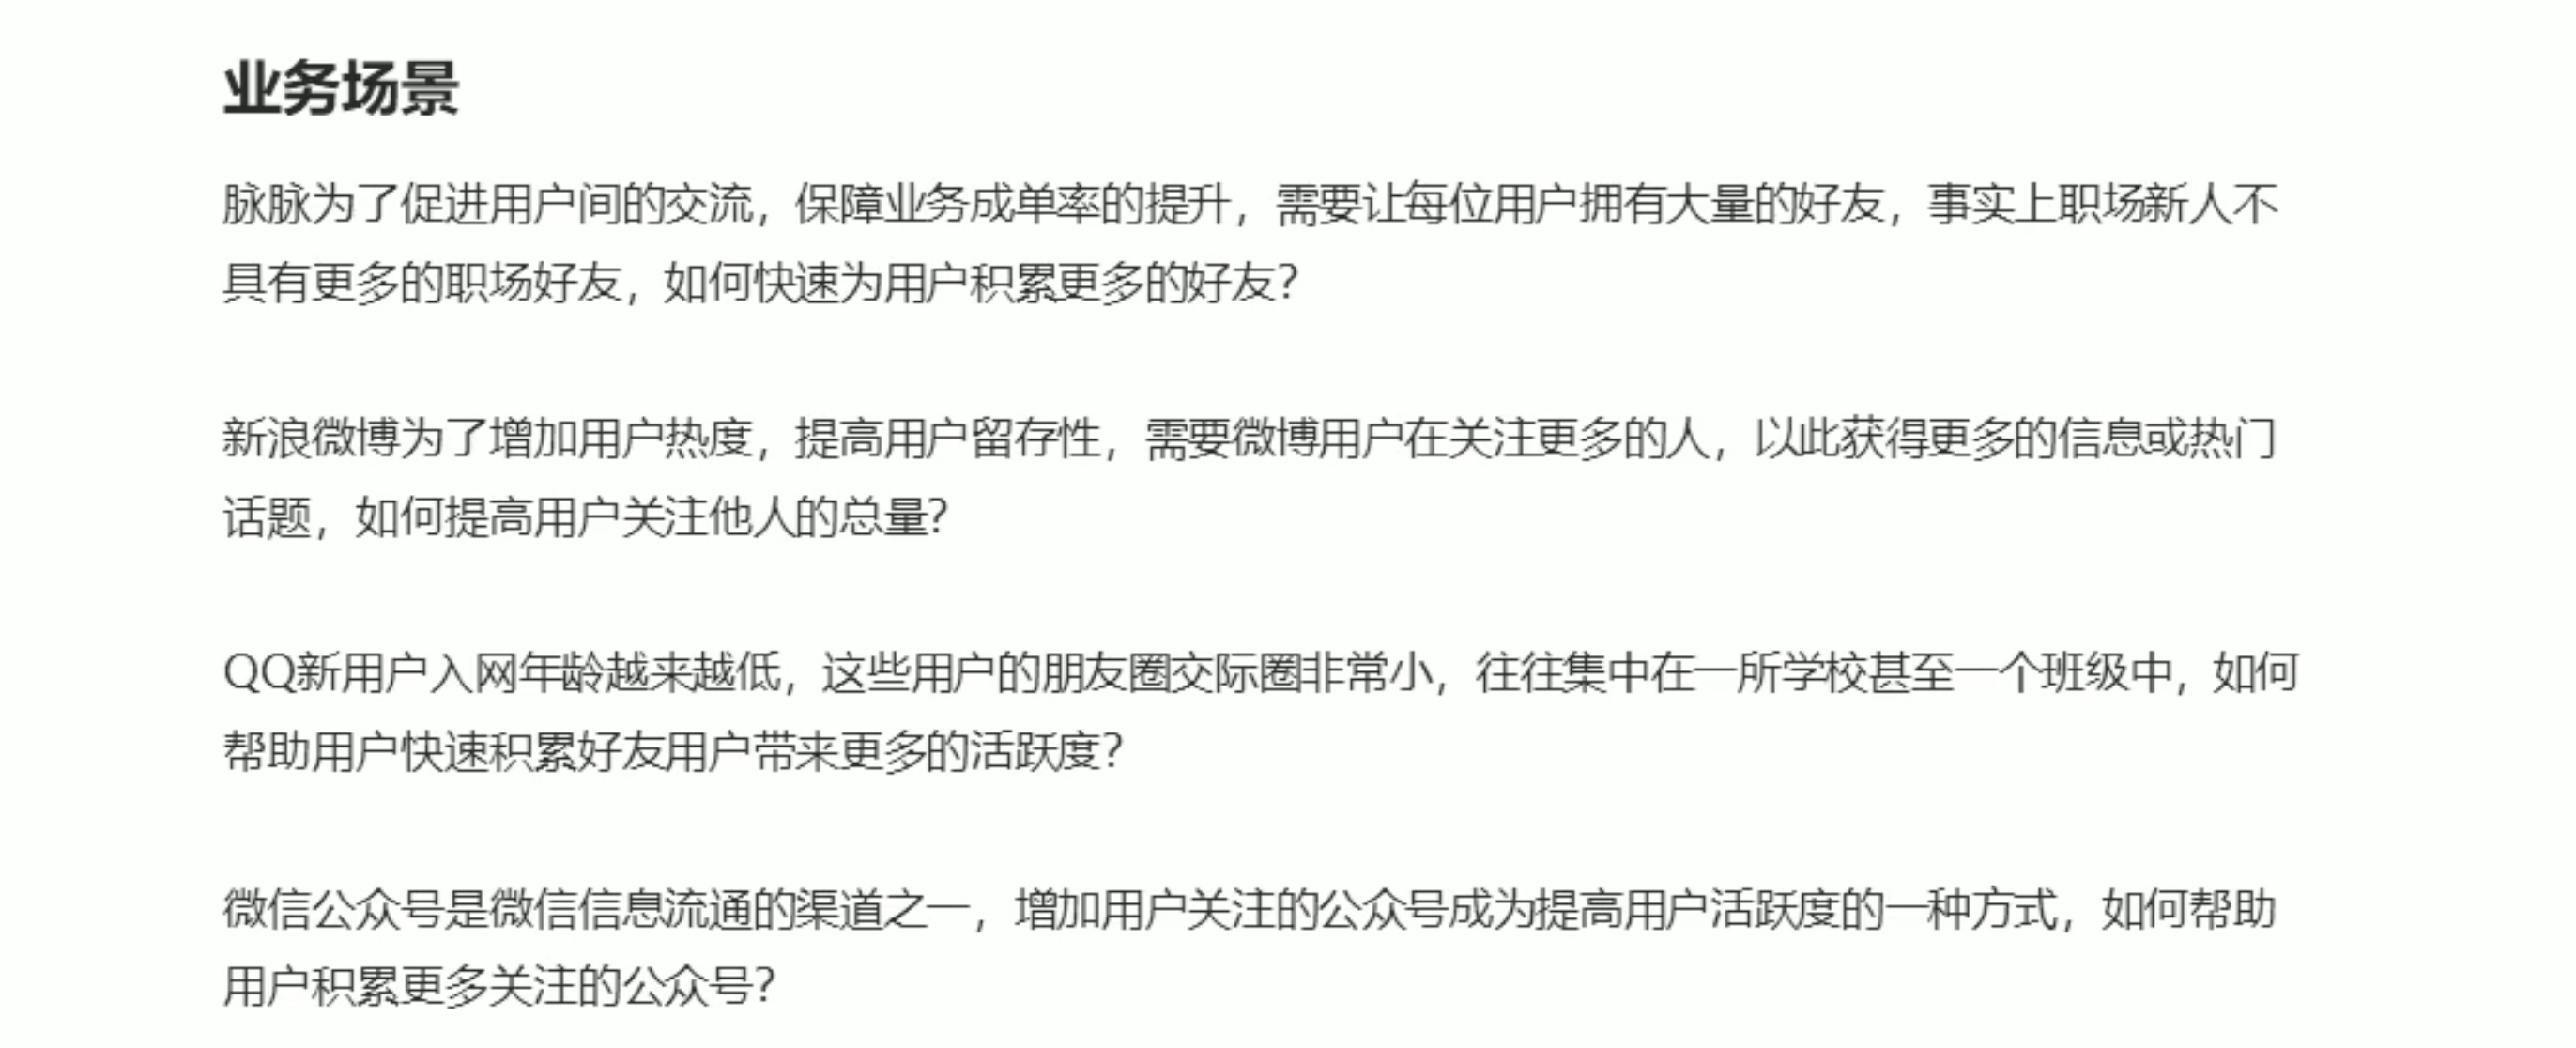 业务场景
脉脉为了促进用户间的交流，保障业务成单率的提升，需要让每位用户拥有大量的好友，事实上职场新人不
具有更多的职场好友，如何快速为用户积累更多的好友？
新浪微博为了增加用户热度，提高用户留存性，需要微博用户在关注更多的人，以此获得更多的信息或热门
话题，如何提高用户关注他人的总量？
QQ新用户入网年龄越来越低，这些用户的朋友圈交际圈非常小，往往集中在一所学校甚至一个班级中，如何
帮助用户快速积累好友用户带来更多的活跃度？
微信公众号是微信信息流通的渠道之一，增加用户关注的公众号成为提高用户活跃度的一种方式，如何帮助
用户积累更多关注的公众号？